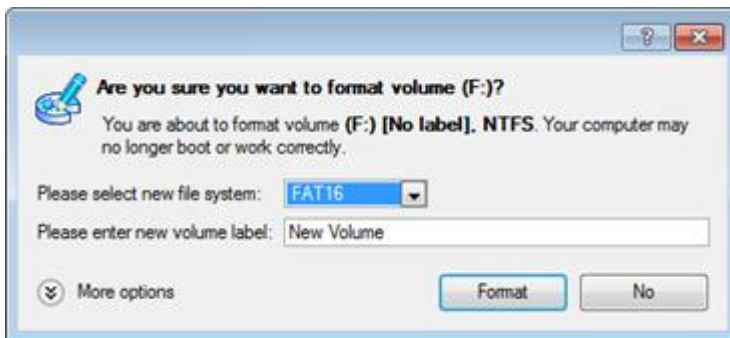 Are you sure you want to format volume (F:)?
You are about to format volume (F:) [No label], NTFS. Your computer may
no longer boot or work correctly.
Please select new file system: FAT16
Please enter new volume label: New Volume
More options Format No